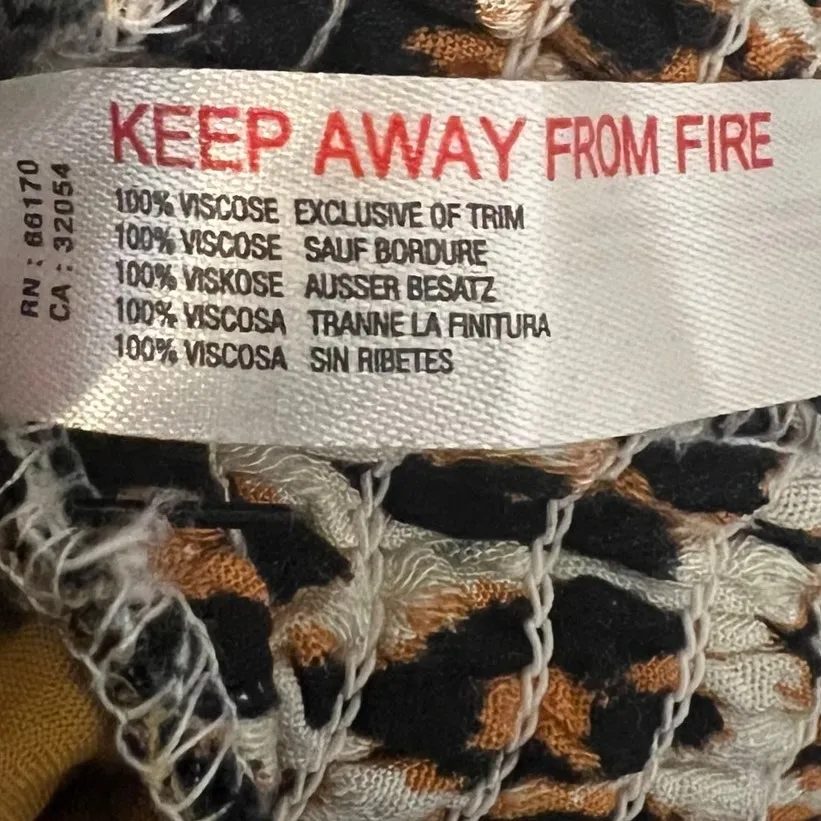 KEEP AWAY FROM FIRE
100% VISCOSE EXCLUSIVE OF TRIM
100% VISCOSE SAUF BORDURE
100% VISKOSE AUSSER BESATZ
100% VISCOSA TRANNE LA FINITURA
100% VISCOSA SIN RIBETES
RN : 66170
CA : 32054